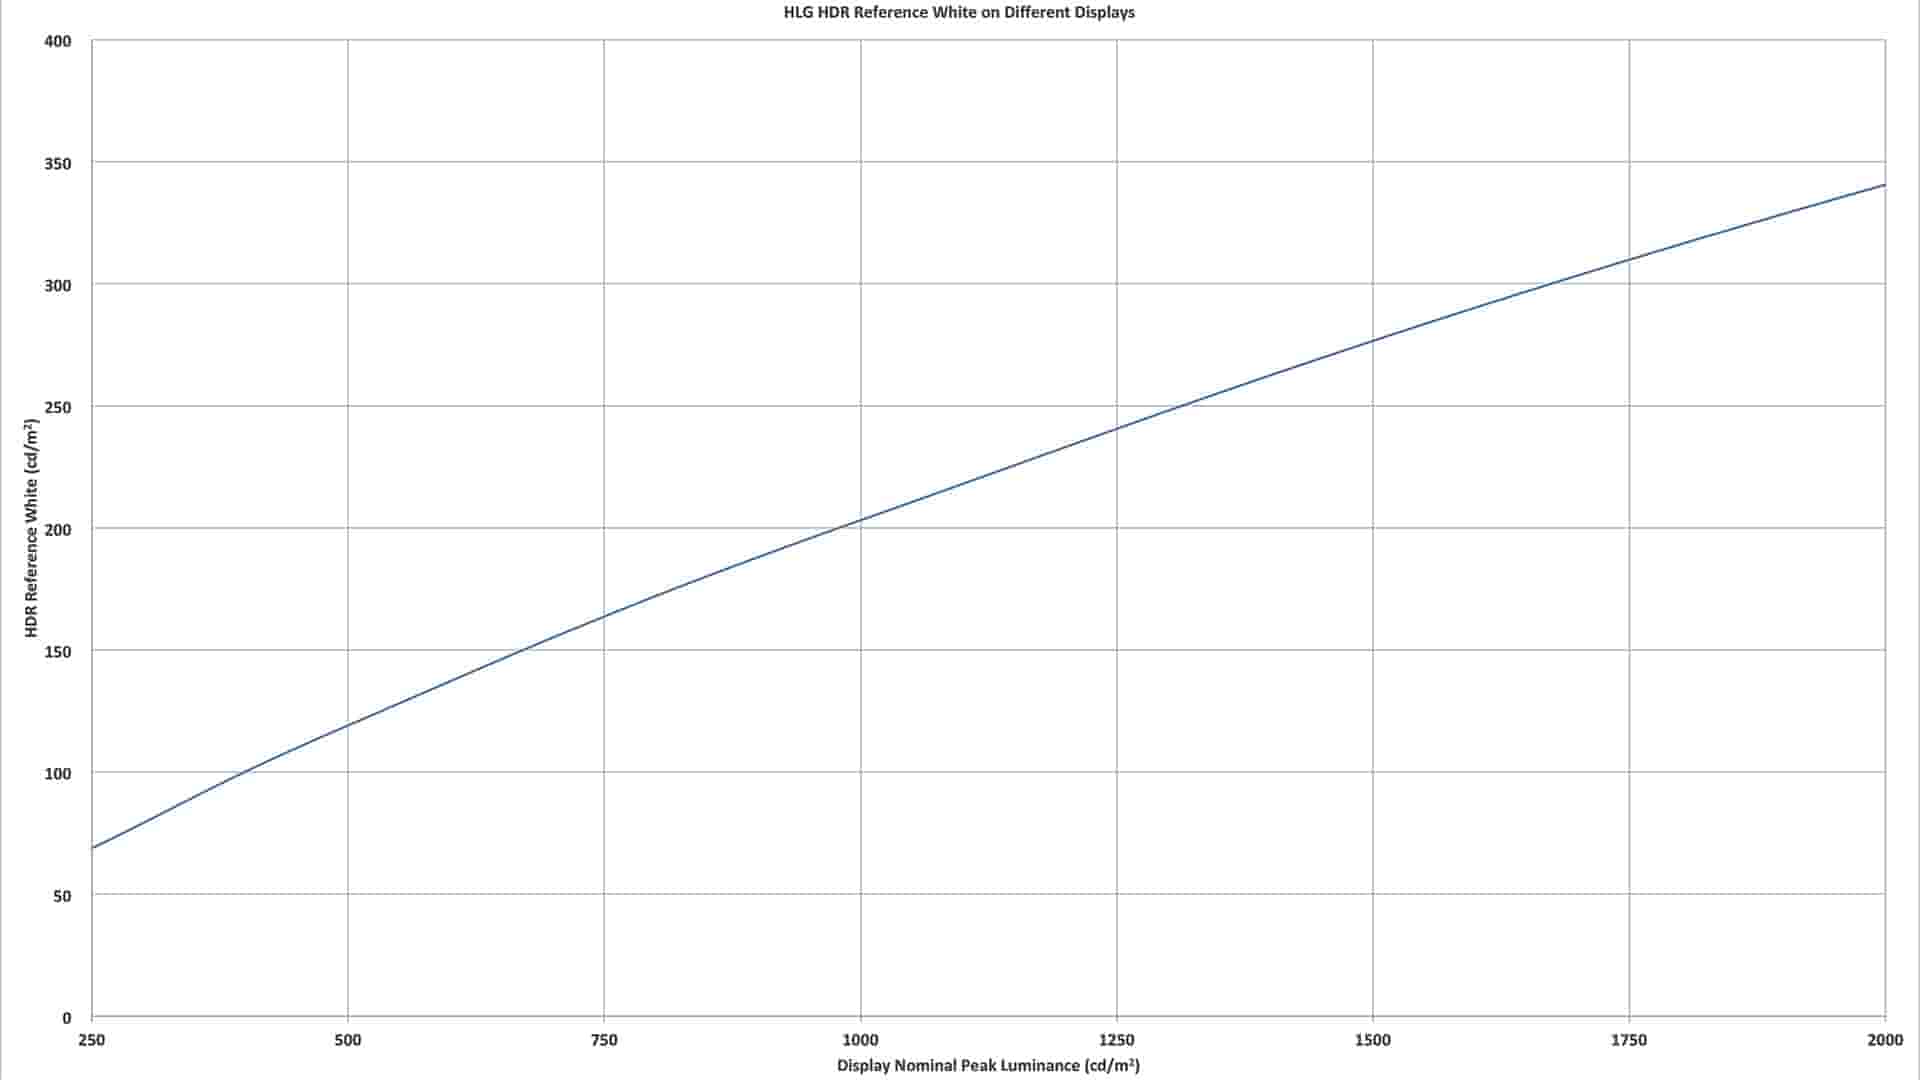 HLG HDR Reference White on Different Displays
400
350
300
250
200
150
100
50
0
HDR Reference White (cd/m²)
250 500 750 1000 1250 1500 1750 2000
Display Nominal Peak Luminance (cd/m²)